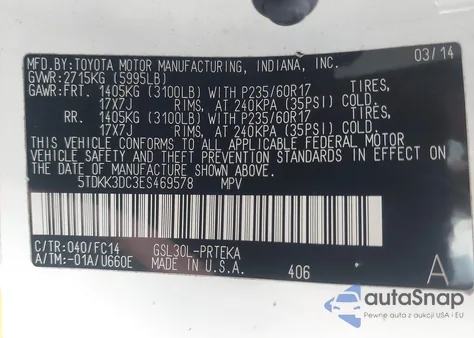 MFD.BY:TOYOTA MOTOR MANUFACTURING, INDIANA, INC. 03/14
GVWR: 2715KG (5995LB)
GAWR:FRT. 1405KG (3100LB) WITH P235/60R17 TIRES,
17X7J RIMS, AT 240KPA (35PSI) COLD.
RR. 1405KG (3100LB) WITH P235/60R17 TIRES,
17X7J RIMS, AT 240KPA (35PSI) COLD.
THIS VEHICLE CONFORMS TO ALL APPLICABLE FEDERAL MOTOR
VEHICLE SAFETY AND THEFT PREVENTION STANDARDS IN EFFECT ON
THE DATE OF MANUFACTURE SHOWN ABOVE.
5TDKK3DC3ES469578 MPV
C/TR:040/FC14 GSL30L-PRTEKA
A/TM:-01A/U660E MADE IN U.S.A. 406 A
autoSnap
Pewne auto z aukcji w USA i EU